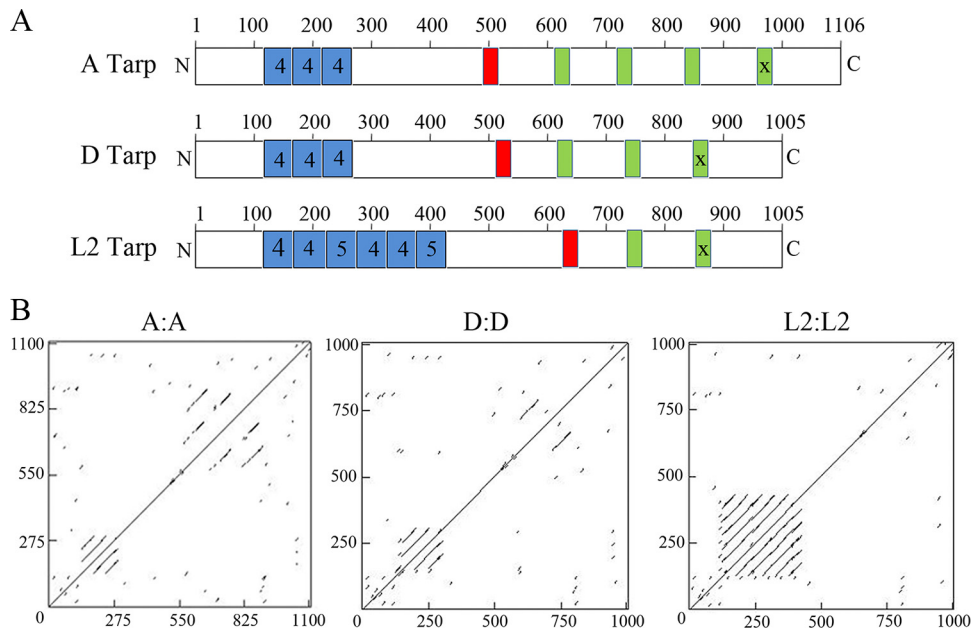 A
1 100 200 300 400 500 600 700 800 900 1000 1106
A Tarp N 4 4 4 x C
1 100 200 300 400 500 600 700 800 900 1005
D Tarp N 4 4 4 x C
1 100 200 300 400 500 600 700 800 900 1005
L2 Tarp N 4 4 5 4 4 5 x C
B
A:A D:D L2:L2
1100 1000 1000
825 750 750
550 500 500
275 250 250
0 0 0
275 550 825 1100 250 500 750 1000 250 500 750 1000